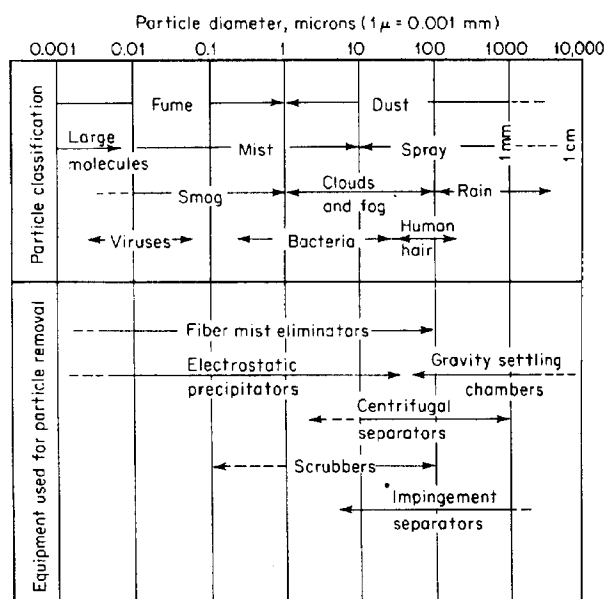 Particle diameter, microns (1μ = 0.001 mm)
0.001 0.01 0.1 1 10 100 1000 10,000
Particle classification
Fume Dust
Large
molecules
Mist Spray
1 mm
1 cm
Smog
Clouds
and fog
Rain
Viruses Bacteria
Human
hair
Equipment used for particle removal
Fiber mist eliminators
Electrostatic
precipitators
Gravity settling
chambers
Centrifugal
separators
Scrubbers
Impingement
separators